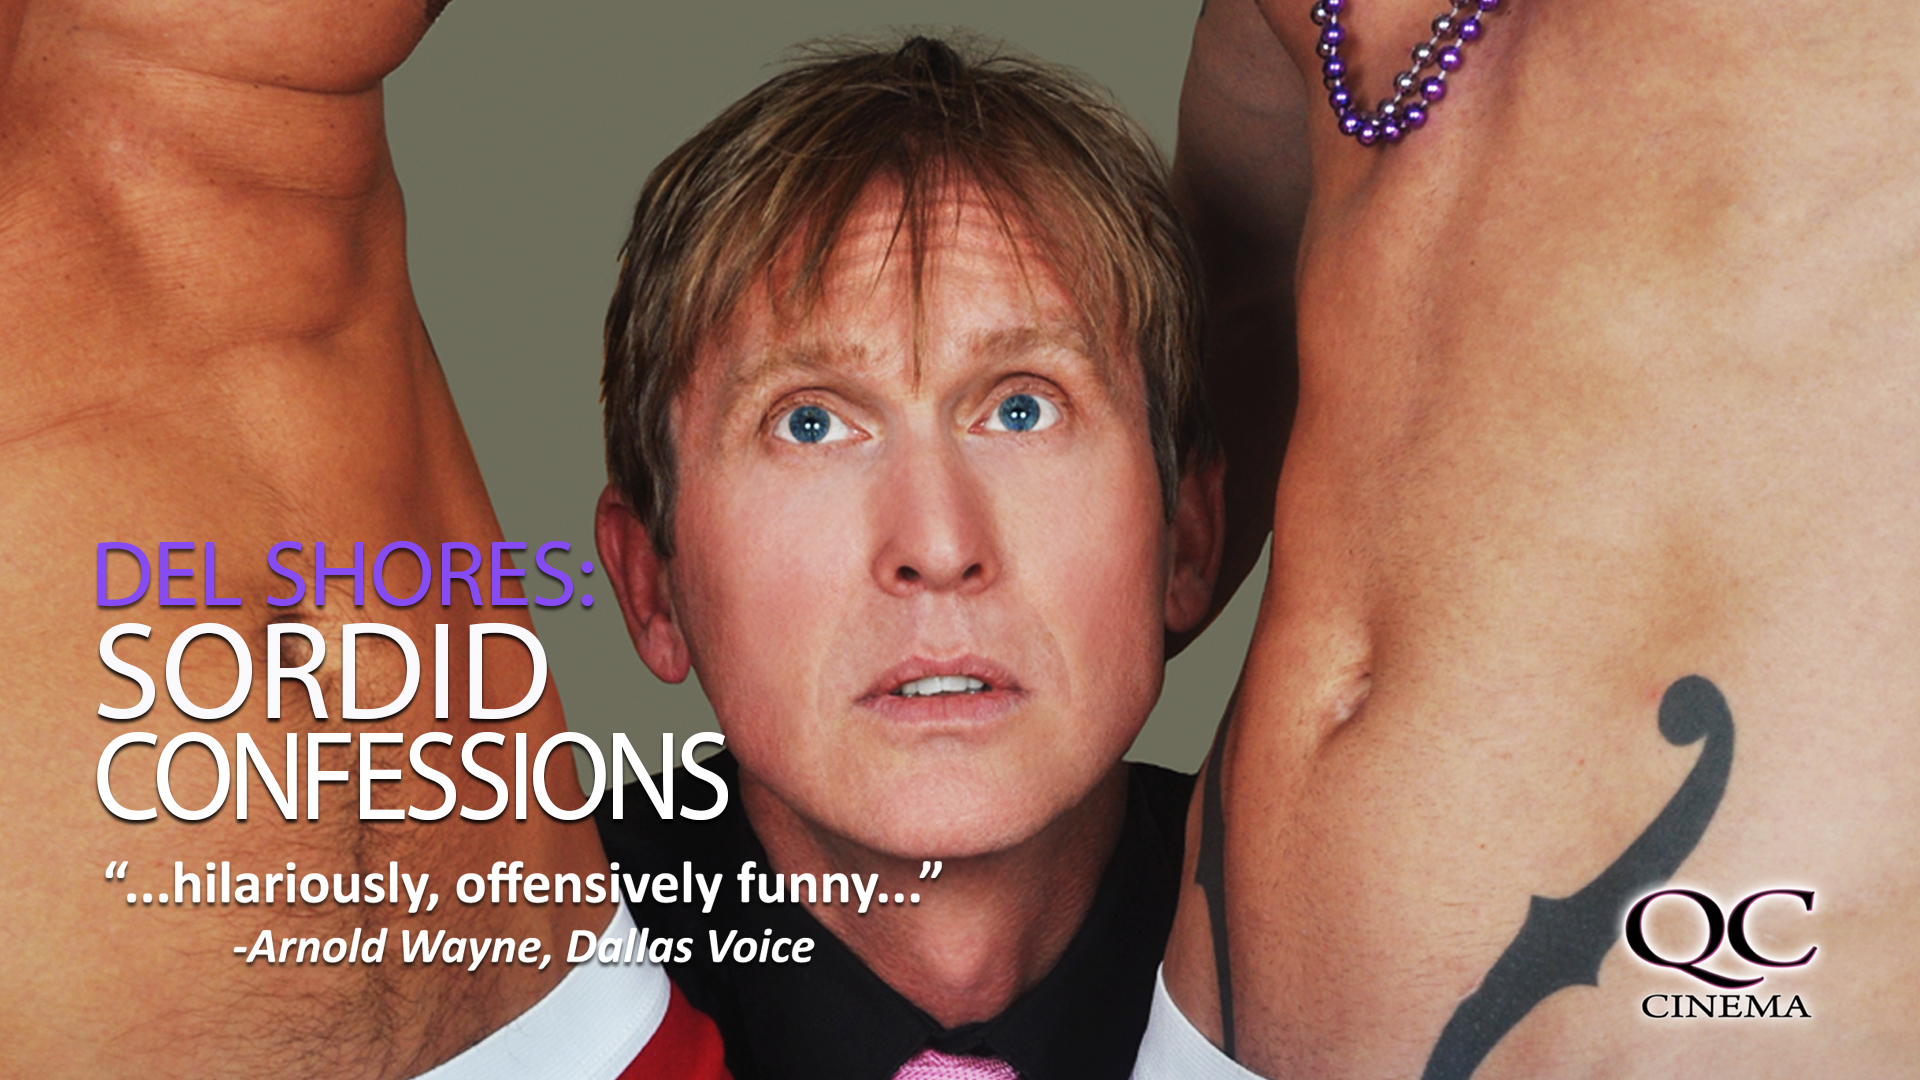 DEL SHORES:
SORDID
CONFESSIONS
“...hilariously, offensively funny...”
-Arnold Wayne, Dallas Voice
QC
CINEMA